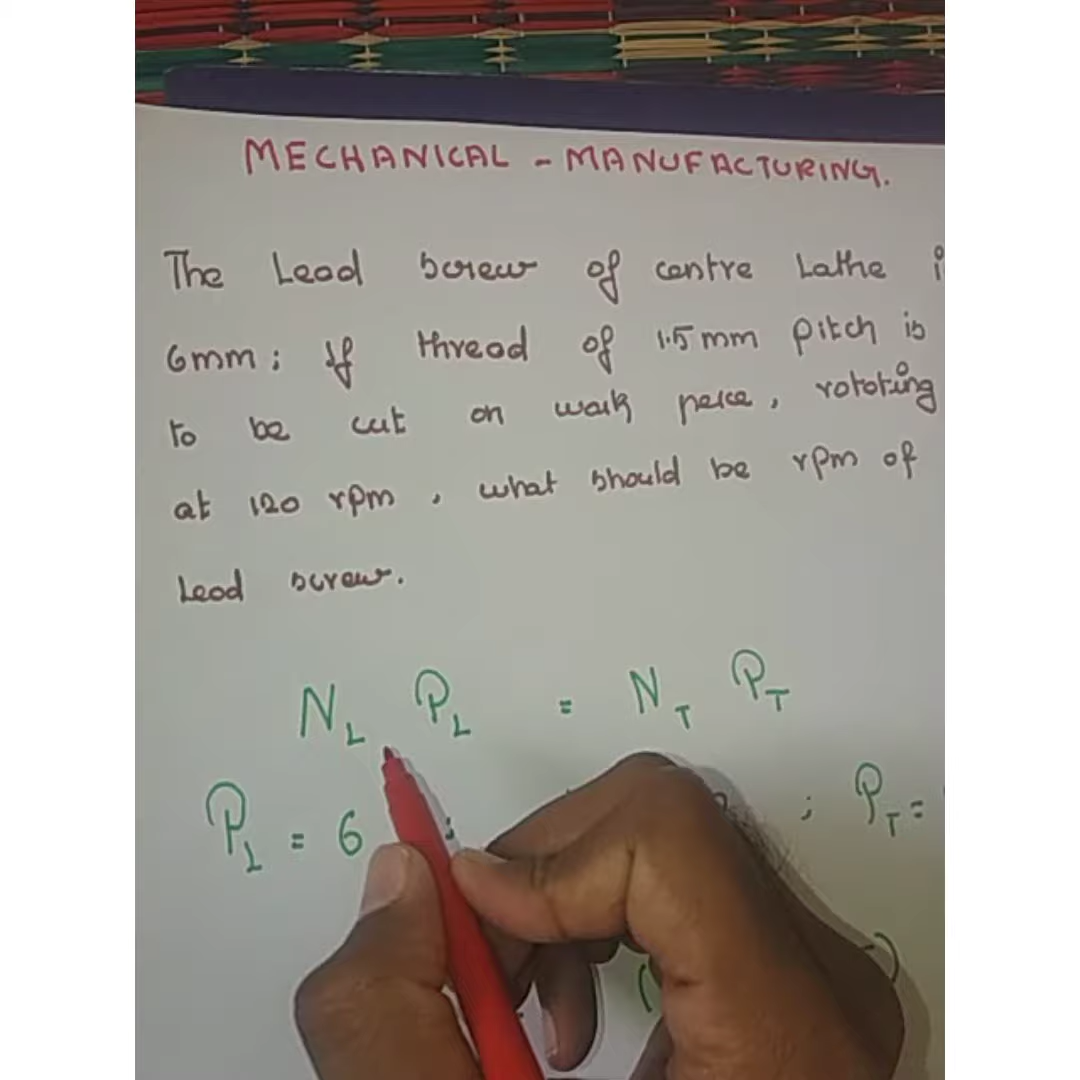 MECHANICAL - MANUFACTURING.
The Lead screw of centre Lathe i
6mm; If thread of 1.5mm pitch is
to be cut on work peice, rototing
at 120 rpm, what should be rpm of
Lead screw.
N_L P_L = N_T P_T
P_L = 6 ; ; P_T =